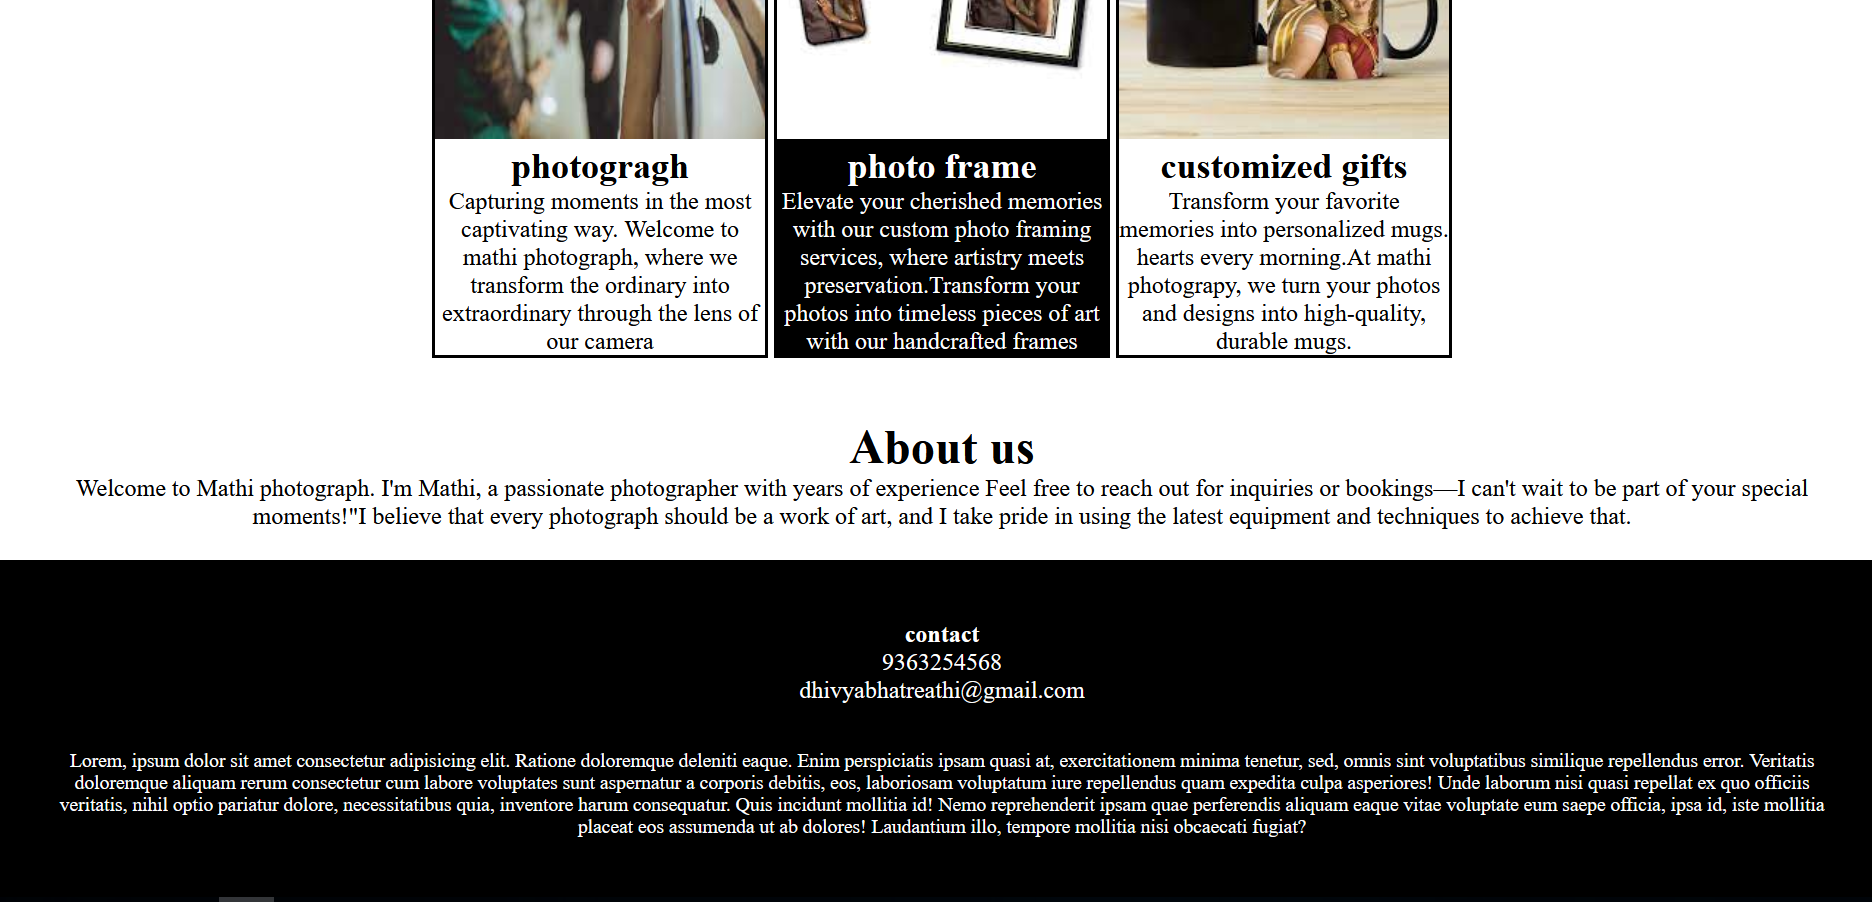 photogragh
Capturing moments in the most
captivating way. Welcome to
mathi photograph, where we
transform the ordinary into
extraordinary through the lens of
our camera
photo frame
Elevate your cherished memories
with our custom photo framing
services, where artistry meets
preservation.Transform your
photos into timeless pieces of art
with our handcrafted frames
customized gifts
Transform your favorite
memories into personalized mugs.
hearts every morning.At mathi
photograpy, we turn your photos
and designs into high-quality,
durable mugs.
About us
Welcome to Mathi photograph. I'm Mathi, a passionate photographer with years of experience Feel free to reach out for inquiries or bookings—I can't wait to be part of your special
moments!"I believe that every photograph should be a work of art, and I take pride in using the latest equipment and techniques to achieve that.
contact
9363254568
dhivyabhatreathi@gmail.com
Lorem, ipsum dolor sit amet consectetur adipisicing elit. Ratione doloremque deleniti eaque. Enim perspiciatis ipsam quasi at, exercitationem minima tenetur, sed, omnis sint voluptatibus similique repellendus error. Veritatis
doloremque aliquam rerum consectetur cum labore voluptates sunt aspernatur a corporis debitis, eos, laboriosam voluptatum iure repellendus quam expedita culpa asperiores! Unde laborum nisi quasi repellat ex quo officiis
veritatis, nihil optio pariatur dolore, necessitatibus quia, inventore harum consequatur. Quis incidunt mollitia id! Nemo reprehenderit ipsam quae perferendis aliquam eaque vitae voluptate eum saepe officia, ipsa id, iste mollitia
placeat eos assumenda ut ab dolores! Laudantium illo, tempore mollitia nisi obcaecati fugiat?